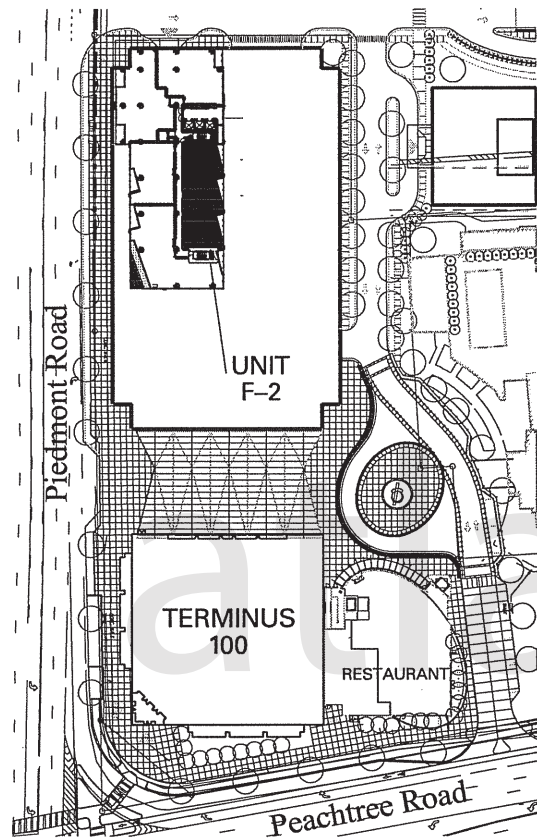 UNIT
F–2
Piedmont Road
TERMINUS
100
RESTAURANT
Peachtree Road